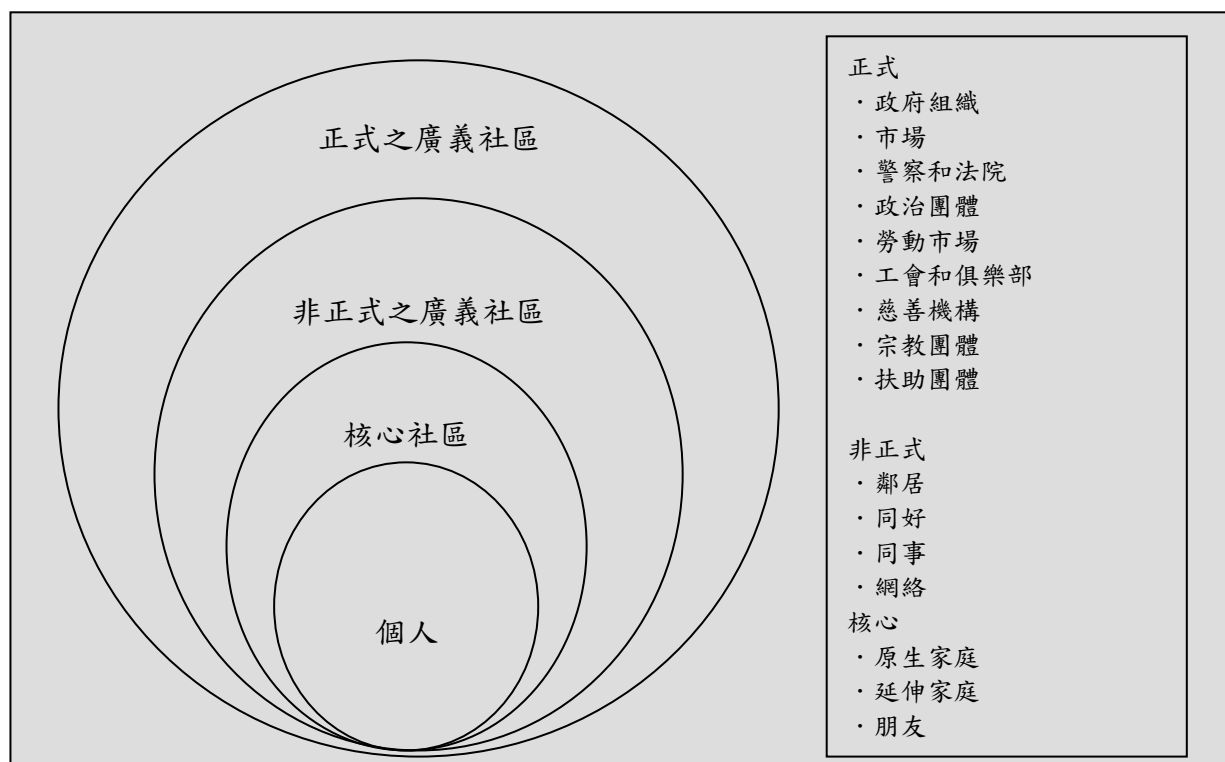 正式之廣義社區
非正式之廣義社區
核心社區
個人
正式
・政府組織
・市場
・警察和法院
・政治團體
・勞動市場
・工會和俱樂部
・慈善機構
・宗教團體
・扶助團體
非正式
・鄰居
・同好
・同事
・網絡
核心
・原生家庭
・延伸家庭
・朋友